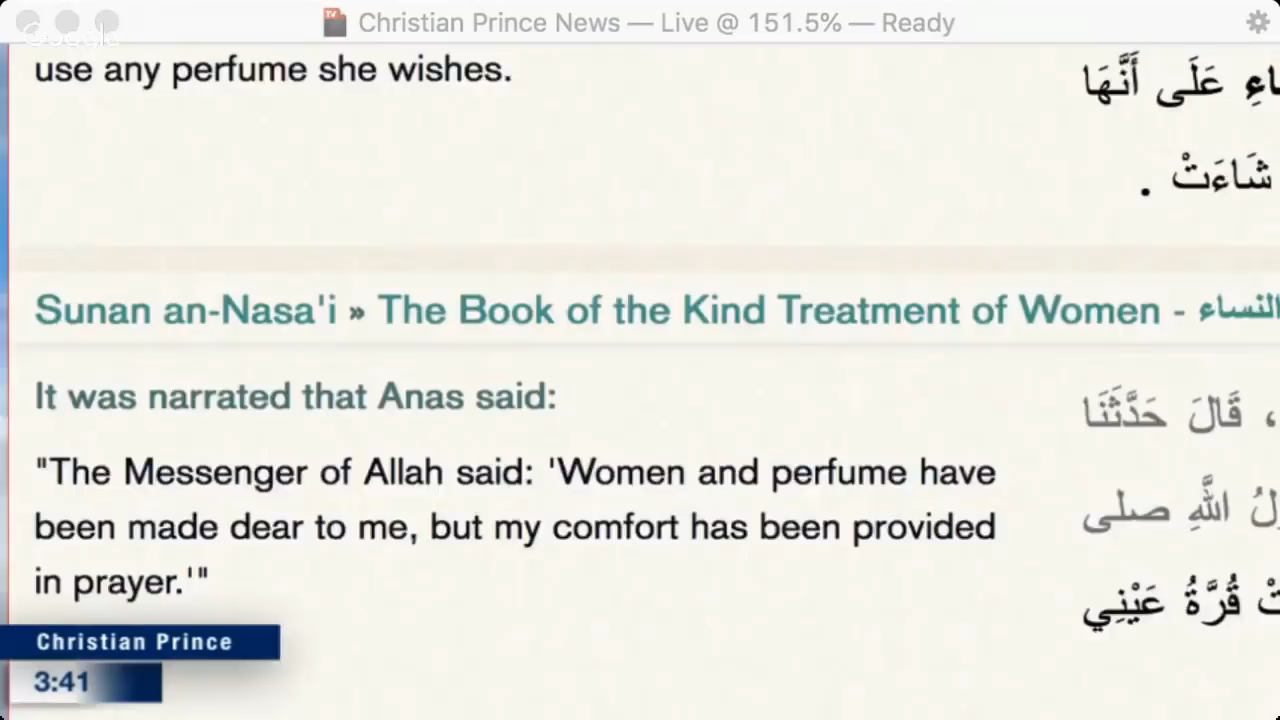 Christian Prince News — Live @ 151.5% — Ready
use any perfume she wishes.
عَلَى أَنَّهَا
شَاءَتْ .
Sunan an-Nasa'i » The Book of the Kind Treatment of Women - النساء
It was narrated that Anas said:
، قَالَ حَدَّثَنَا
"The Messenger of Allah said: 'Women and perfume have
been made dear to me, but my comfort has been provided
اللَّهِ صلى
in prayer.'"
قُرَّةُ عَيْنِي
Christian Prince
3:41